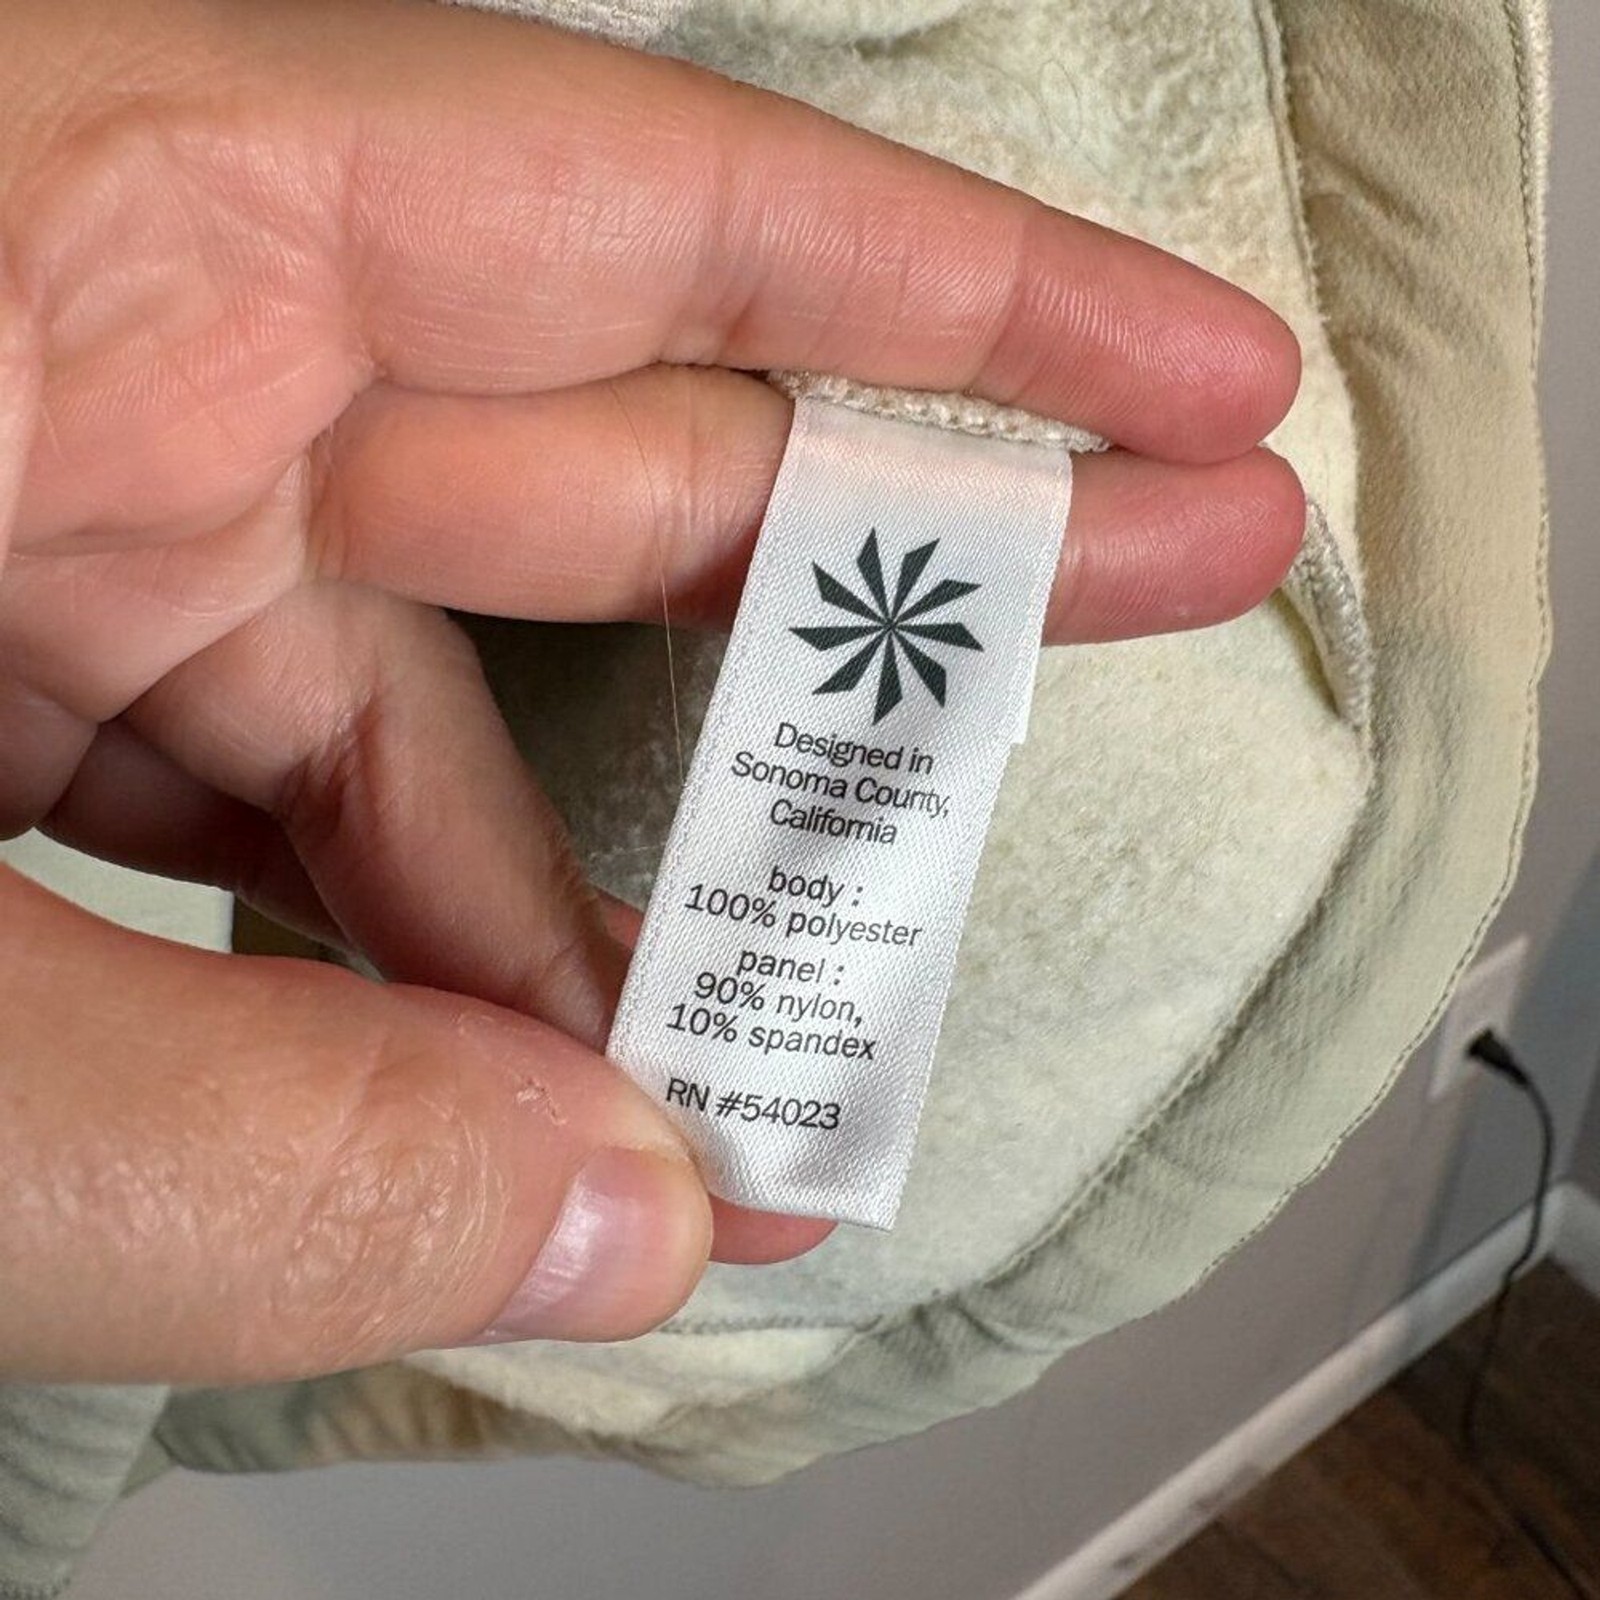 Designed in
Sonoma County,
California
body :
100% polyester
panel :
90% nylon,
10% spandex
RN #54023